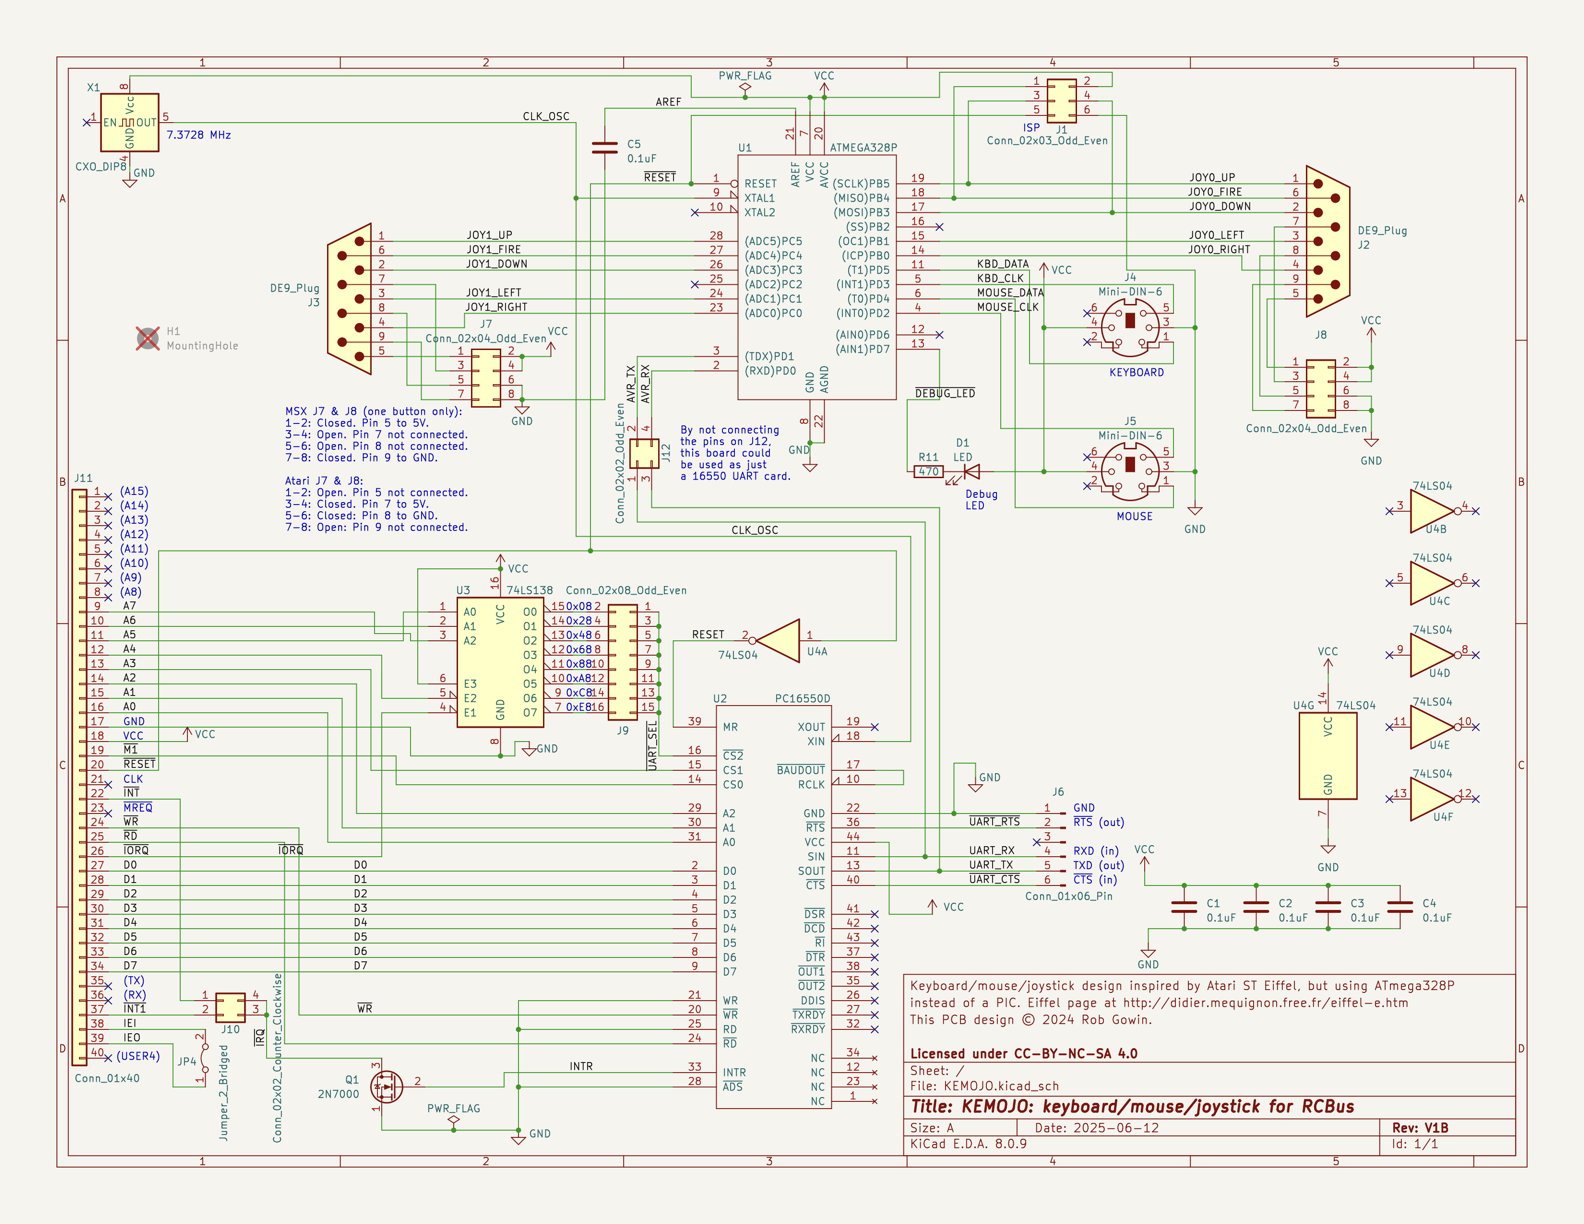 1 2 3 4 5
A B C D
X1
8
Vcc
1 EN OUT 5
GND
4
7.3728 MHz
CXO_DIP8
GND
H1
MountingHole
PWR_FLAG
VCC
AREF
CLK_OSC
C5
0.1uF
U1
ATMEGA328P
21 7 20
AREF VCC AVCC
RESET
1 RESET
9 XTAL1
10 XTAL2
28 (ADC5)PC5
27 (ADC4)PC4
26 (ADC3)PC3
25 (ADC2)PC2
24 (ADC1)PC1
23 (ADC0)PC0
3 (TDX)PD1
2 (RXD)PD0
(SCLK)PB5 19
(MISO)PB4 18
(MOSI)PB3 17
(SS)PB2 16
(OC1)PB1 15
(ICP)PB0 14
(T1)PD5 11
(INT1)PD3 5
(T0)PD4 6
(INT0)PD2 4
(AIN0)PD6 12
(AIN1)PD7 13
GND AGND
8 22
GND
1 2
3 4
5 6
ISP
J1
Conn_02x03_Odd_Even
JOY0_UP
JOY0_FIRE
JOY0_DOWN
JOY0_LEFT
JOY0_RIGHT
1
6
2
7
3
8
4
9
5
DE9_Plug
J2
JOY1_UP
JOY1_FIRE
JOY1_DOWN
JOY1_LEFT
JOY1_RIGHT
1
6
2
7
3
8
4
9
5
DE9_Plug
J3
J7
Conn_02x04_Odd_Even
VCC
1 2
3 4
5 6
7 8
GND
KBD_DATA
KBD_CLK
MOUSE_DATA
MOUSE_CLK
VCC
J4
Mini-DIN-6
6 5
4 3
2 1
KEYBOARD
J5
Mini-DIN-6
6 5
4 3
2 1
MOUSE
GND
J8
VCC
1 2
3 4
5 6
7 8
Conn_02x04_Odd_Even
GND
DEBUG_LED
R11
470
D1
LED
Debug
LED
AVR_TX
AVR_RX
2 4
1 3
J12
Conn_02x02_Odd_Even
By not connecting
the pins on J12,
this board could
be used as just
a 16550 UART card.
MSX J7 & J8 (one button only):
1-2: Closed. Pin 5 to 5V.
3-4: Open. Pin 7 not connected.
5-6: Open. Pin 8 not connected.
7-8: Closed. Pin 9 to GND.
Atari J7 & J8:
1-2: Open. Pin 5 not connected.
3-4: Closed. Pin 7 to 5V.
5-6: Closed: Pin 8 to GND.
7-8: Open: Pin 9 not connected.
J11
1 (A15)
2 (A14)
3 (A13)
4 (A12)
5 (A11)
6 (A10)
7 (A9)
8 (A8)
9 A7
10 A6
11 A5
12 A4
13 A3
14 A2
15 A1
16 A0
17 GND
18 VCC
19 M1
20 RESET
21 CLK
22 INT
23 MREQ
24 WR
25 RD
26 IORQ
27 D0
28 D1
29 D2
30 D3
31 D4
32 D5
33 D6
34 D7
35 (TX)
36 (RX)
37 INT1
38 IEI
39 IEO
40 (USER4)
Conn_01x40
VCC
IORQ
D0
D1
D2
D3
D4
D5
D6
D7
WR
CLK_OSC
VCC
U3
16
74LS138
VCC
1 A0
2 A1
3 A2
6 E3
5 E2
4 E1
O0 15 0x08
O1 14 0x28
O2 13 0x48
O3 12 0x68
O4 11 0x88
O5 10 0xA8
O6 9 0xC8
O7 7 0xE8
GND
8
GND
Conn_02x08_Odd_Even
2 1
4 3
6 5
8 7
10 9
12 11
14 13
16 15
J9
UART_SEL
RESET
2 1
74LS04
U4A
U2
PC16550D
39 MR
16 CS2
15 CS1
14 CS0
29 A2
30 A1
31 A0
2 D0
3 D1
4 D2
5 D3
6 D4
7 D5
8 D6
9 D7
21 WR
20 WR
25 RD
24 RD
33 INTR
28 ADS
XOUT 19
XIN 18
BAUDOUT 17
RCLK 10
GND 22
RTS 36
VCC 44
SIN 11
SOUT 13
CTS 40
DSR 41
DCD 42
RI 43
DTR 37
OUT1 38
OUT2 35
DDIS 26
TXRDY 27
RXRDY 32
NC 34
NC 12
NC 23
NC 1
GND
VCC
UART_RTS
UART_RX
UART_TX
UART_CTS
J6
1 GND
2 RTS (out)
3
4 RXD (in)
5 TXD (out)
6 CTS (in)
Conn_01x06_Pin
INTR
1 4
2 3
J10
Conn_02x02_Counter_Clockwise
IRQ
JP4
2
1
Jumper_2_Bridged
Q1
2N7000
3
2
1
PWR_FLAG
GND
74LS04
3 4
U4B
74LS04
5 6
U4C
74LS04
9 8
U4D
74LS04
11 10
U4E
74LS04
13 12
U4F
VCC
14
U4G 74LS04
VCC
GND
7
GND
VCC
C1
0.1uF
C2
0.1uF
C3
0.1uF
C4
0.1uF
GND
Keyboard/mouse/joystick design inspired by Atari ST Eiffel, but using ATmega328P
instead of a PIC. Eiffel page at http://didier.mequignon.free.fr/eiffel-e.htm
This PCB design © 2024 Rob Gowin.
Licensed under CC-BY-NC-SA 4.0
Sheet: /
File: KEMOJO.kicad_sch
Title: KEMOJO: keyboard/mouse/joystick for RCBus
Size: A Date: 2025-06-12 Rev: V1B
KiCad E.D.A. 8.0.9 Id: 1/1
A B C D
1 2 3 4 5